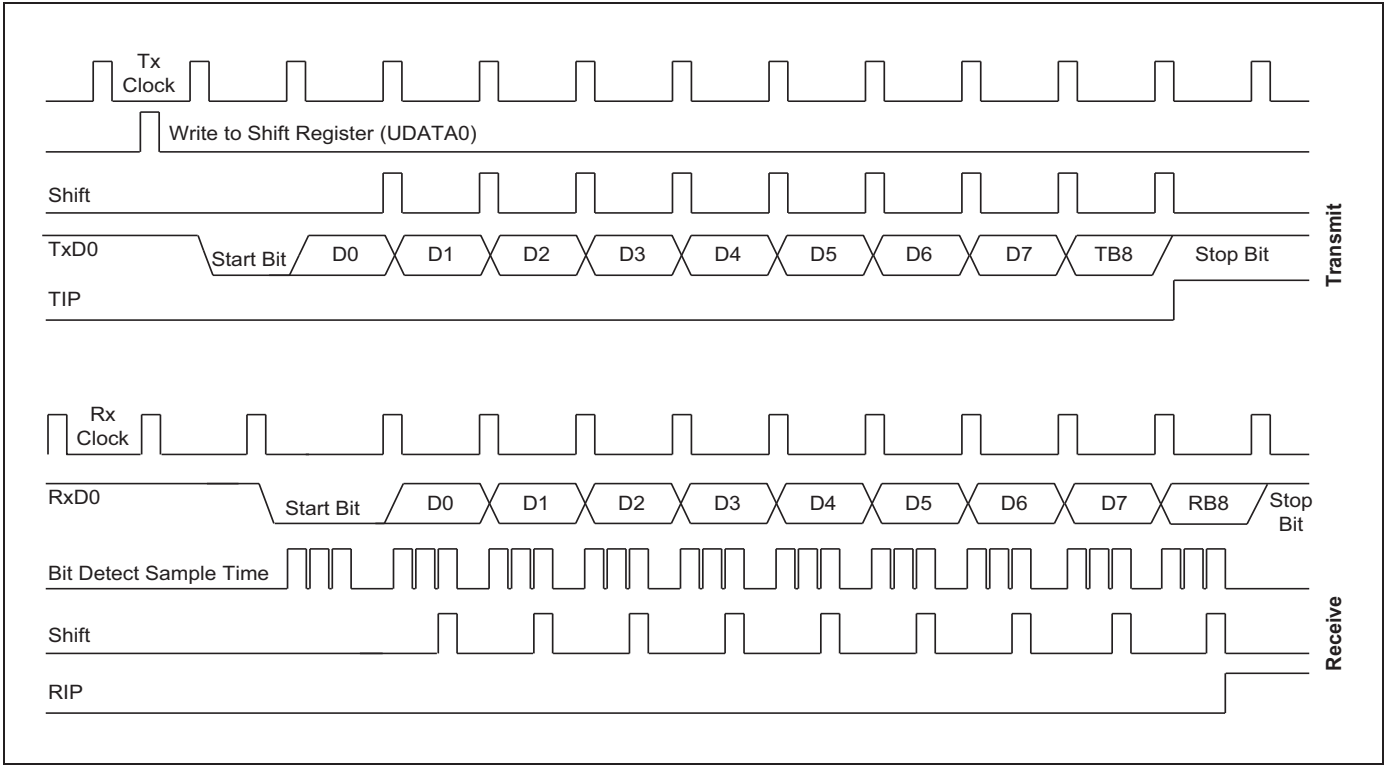 Tx
Clock
Write to Shift Register (UDATA0)
Shift
TxD0
Start Bit D0 D1 D2 D3 D4 D5 D6 D7 TB8 Stop Bit
TIP
Transmit
Rx
Clock
RxD0
Start Bit D0 D1 D2 D3 D4 D5 D6 D7 RB8 Stop
Bit
Bit Detect Sample Time
Shift
RIP
Receive